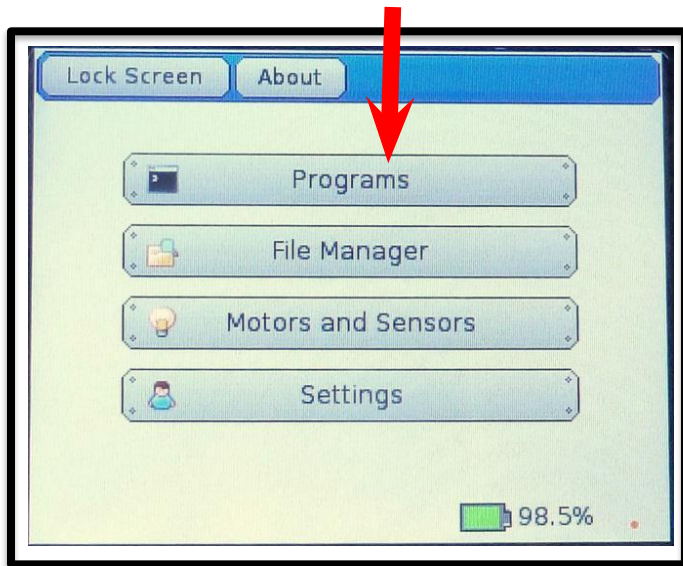 Lock Screen About
Programs
File Manager
Motors and Sensors
Settings
98.5%